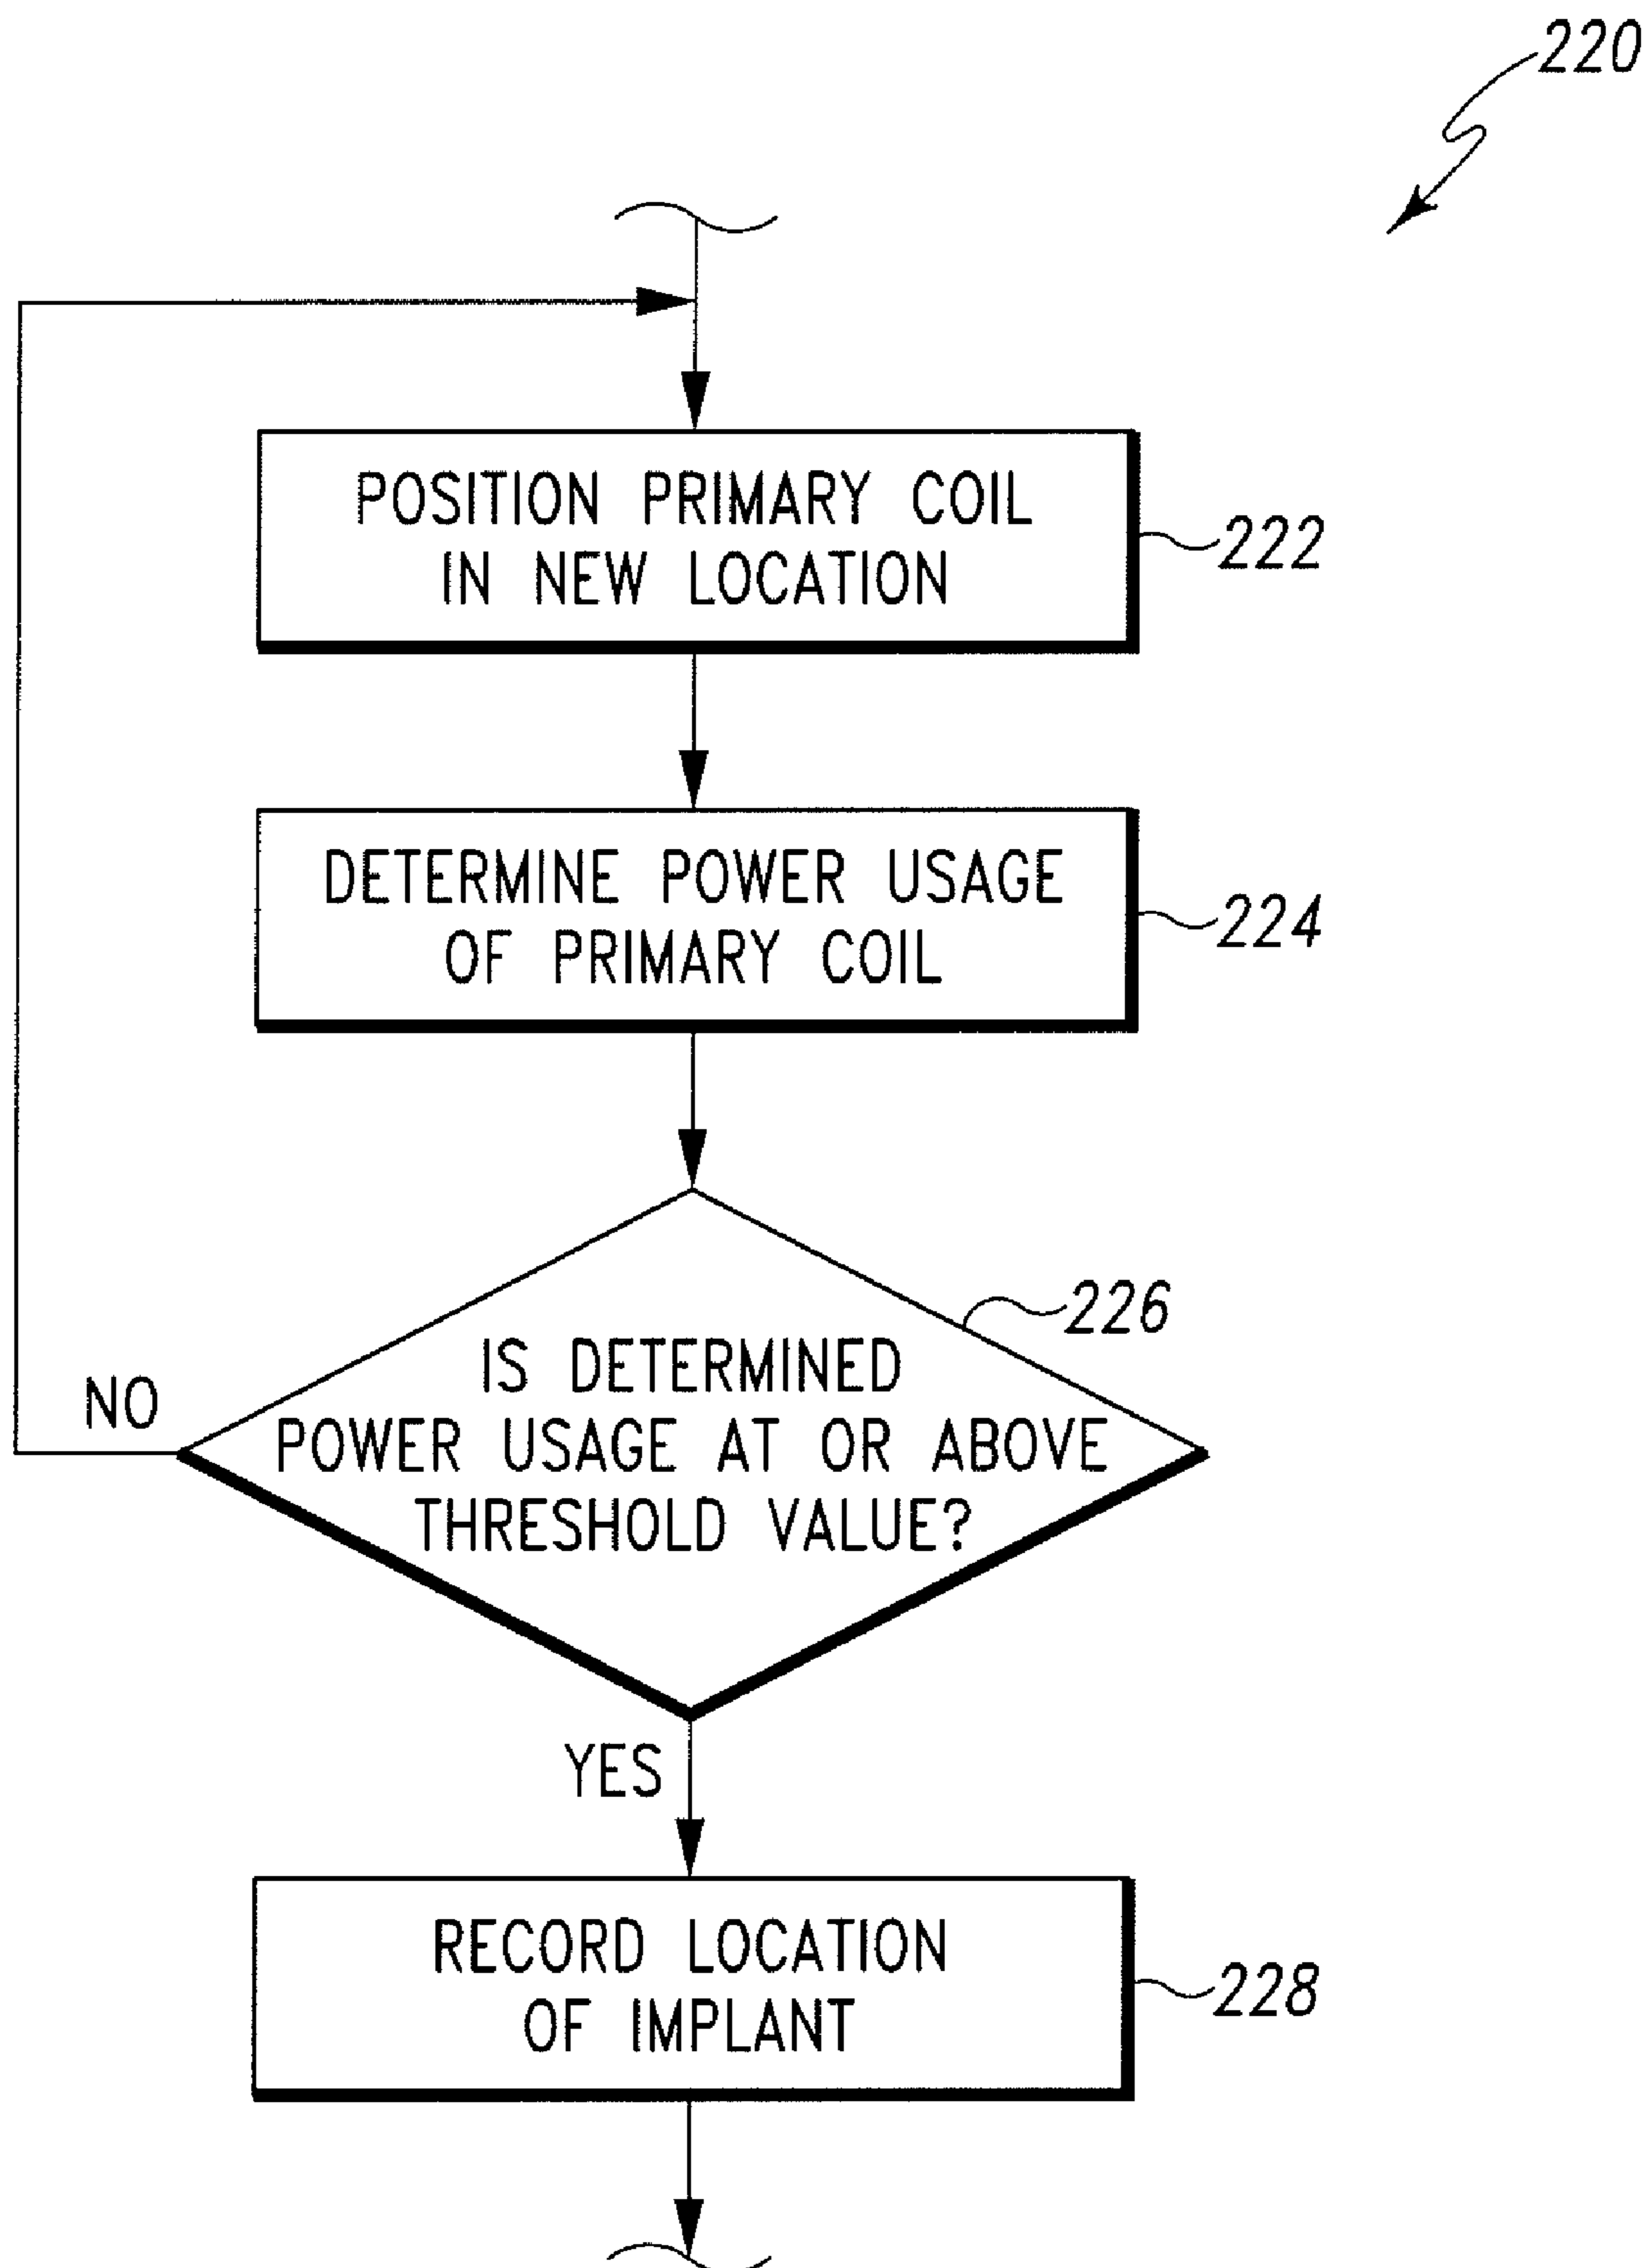 220
POSITION PRIMARY COIL
IN NEW LOCATION
222
DETERMINE POWER USAGE
OF PRIMARY COIL
224
226
IS DETERMINED
POWER USAGE AT OR ABOVE
THRESHOLD VALUE?
NO
YES
RECORD LOCATION
OF IMPLANT
228